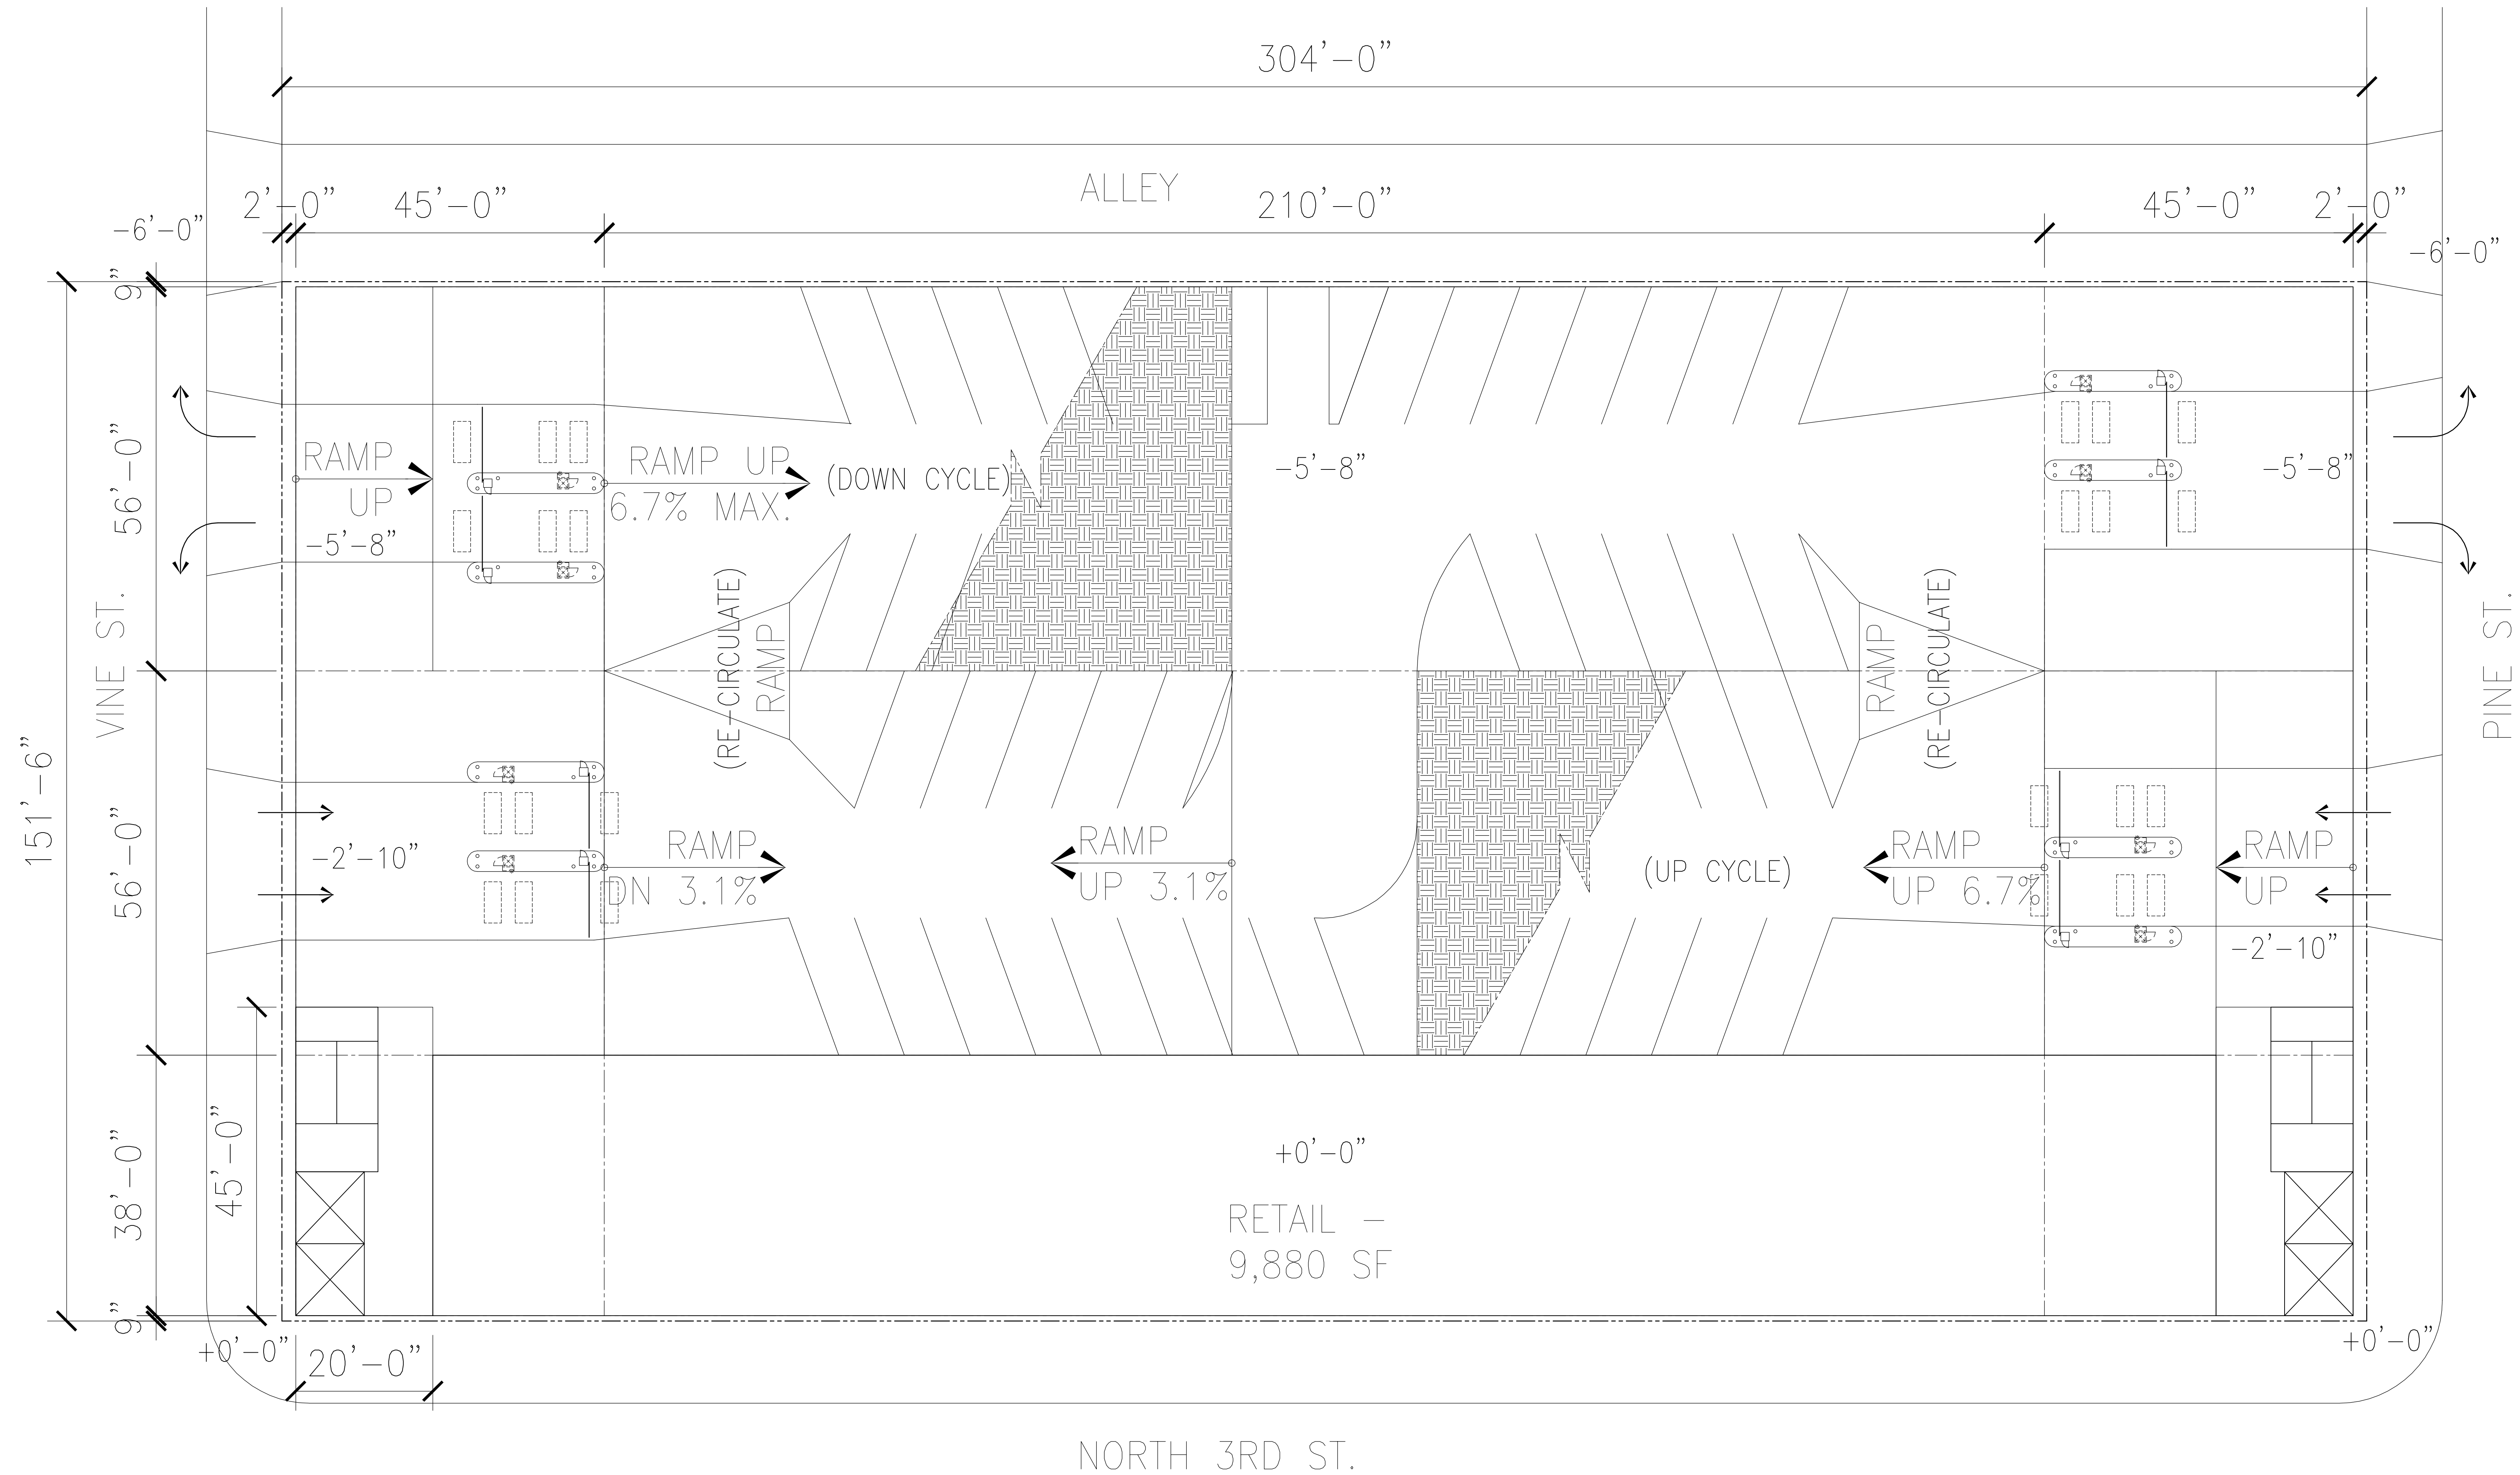 304'-0"
ALLEY
2'-0"
45'-0"
210'-0"
45'-0"
2'-0"
-6'-0"
-6'-0"
9"
56'-0"
RAMP
UP
-5'-8"
RAMP UP
6.7% MAX.
(DOWN CYCLE)
-5'-8"
-5'-8"
(RE-CIRCULATE)
RAMP
RAMP
(RE-CIRCULATE)
VINE ST.
PINE ST.
151'-6"
56'-0"
-2'-10"
RAMP
DN 3.1%
RAMP
UP 3.1%
(UP CYCLE)
RAMP
UP 6.7%
RAMP
UP
-2'-10"
38'-0"
45'-0"
+0'-0"
RETAIL -
9,880 SF
9"
+0'-0"
20'-0"
+0'-0"
NORTH 3RD ST.